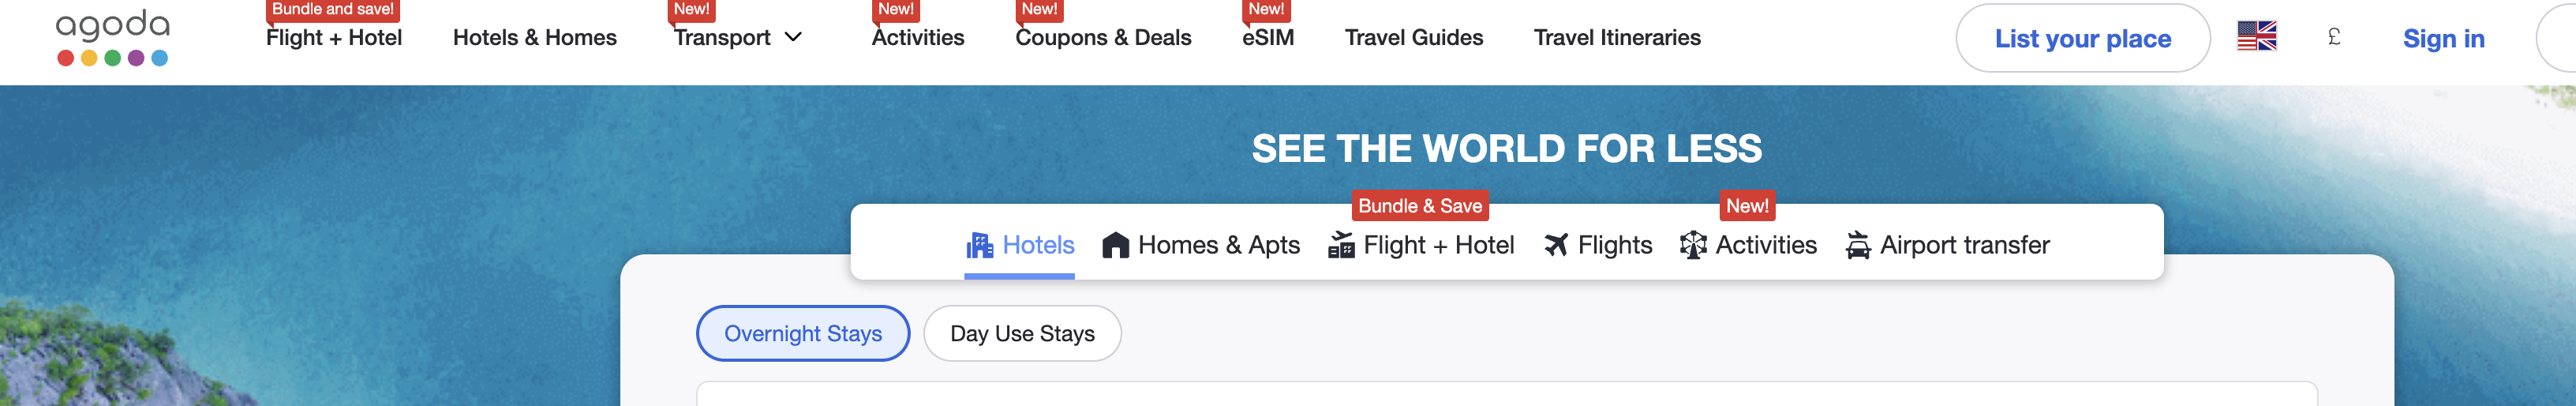 agoda
Bundle and save!
Flight + Hotel
Hotels & Homes
New!
Transport
New!
Activities
New!
Coupons & Deals
New!
eSIM
Travel Guides
Travel Itineraries
List your place
£
Sign in
SEE THE WORLD FOR LESS
Hotels
Homes & Apts
Bundle & Save
Flight + Hotel
Flights
New!
Activities
Airport transfer
Overnight Stays
Day Use Stays